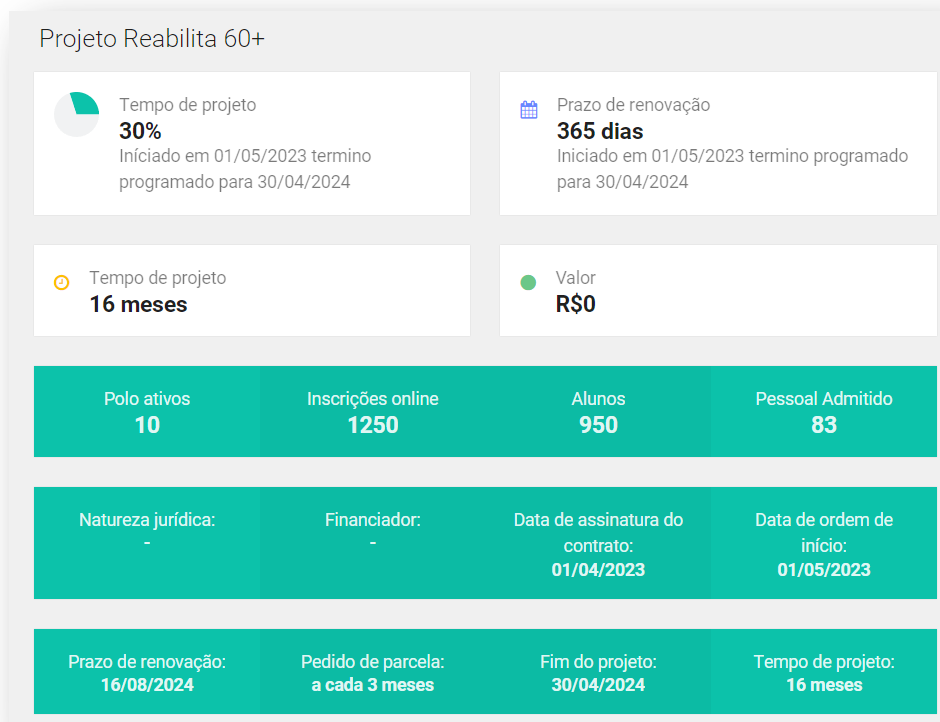 Projeto Reabilita 60+
Tempo de projeto
30%
Iníciado em 01/05/2023 termino
programado para 30/04/2024
Prazo de renovação
365 dias
Iniciado em 01/05/2023 termino programado
para 30/04/2024
Tempo de projeto
16 meses
Valor
R$0
Polo ativos
10
Inscrições online
1250
Alunos
950
Pessoal Admitido
83
Natureza jurídica:
-
Financiador:
-
Data de assinatura do
contrato:
01/04/2023
Data de ordem de
início:
01/05/2023
Prazo de renovação:
16/08/2024
Pedido de parcela:
a cada 3 meses
Fim do projeto:
30/04/2024
Tempo de projeto:
16 meses